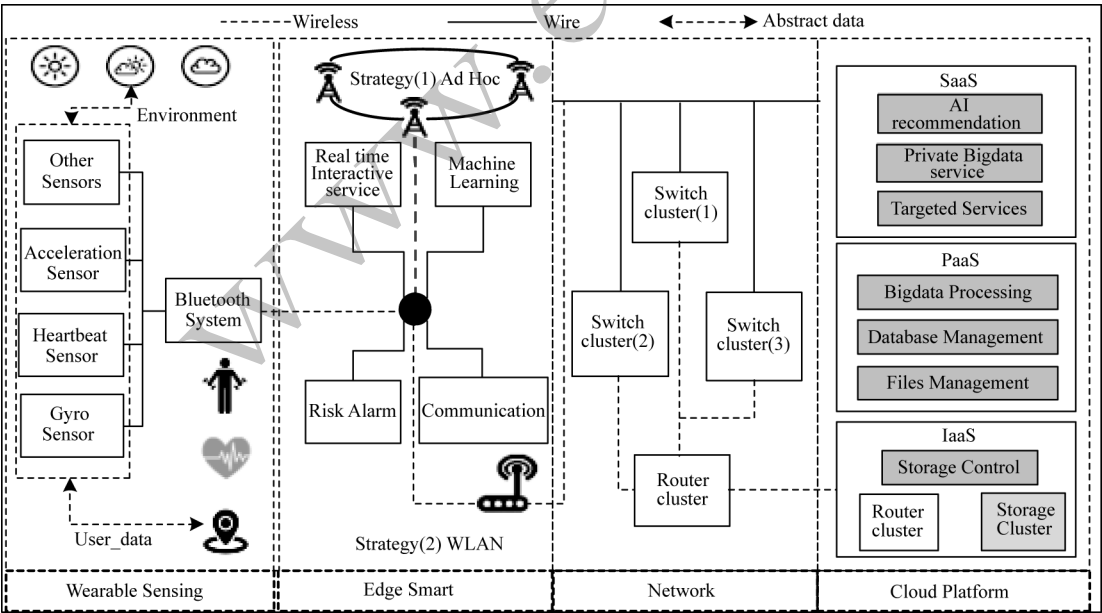 Wireless
Wire
Abstract data
Environment
Other
Sensors
Acceleration
Sensor
Heartbeat
Sensor
Gyro
Sensor
Bluetooth
System
User_data
Wearable Sensing
Strategy(1) Ad Hoc
Real time
Interactive
service
Machine
Learning
Risk Alarm
Communication
Strategy(2) WLAN
Edge Smart
Switch
cluster(1)
Switch
cluster(2)
Switch
cluster(3)
Router
cluster
Network
SaaS
AI
recommendation
Private Bigdata
service
Targeted Services
PaaS
Bigdata Processing
Database Management
Files Management
IaaS
Storage Control
Router
cluster
Storage
Cluster
Cloud Platform
www.e